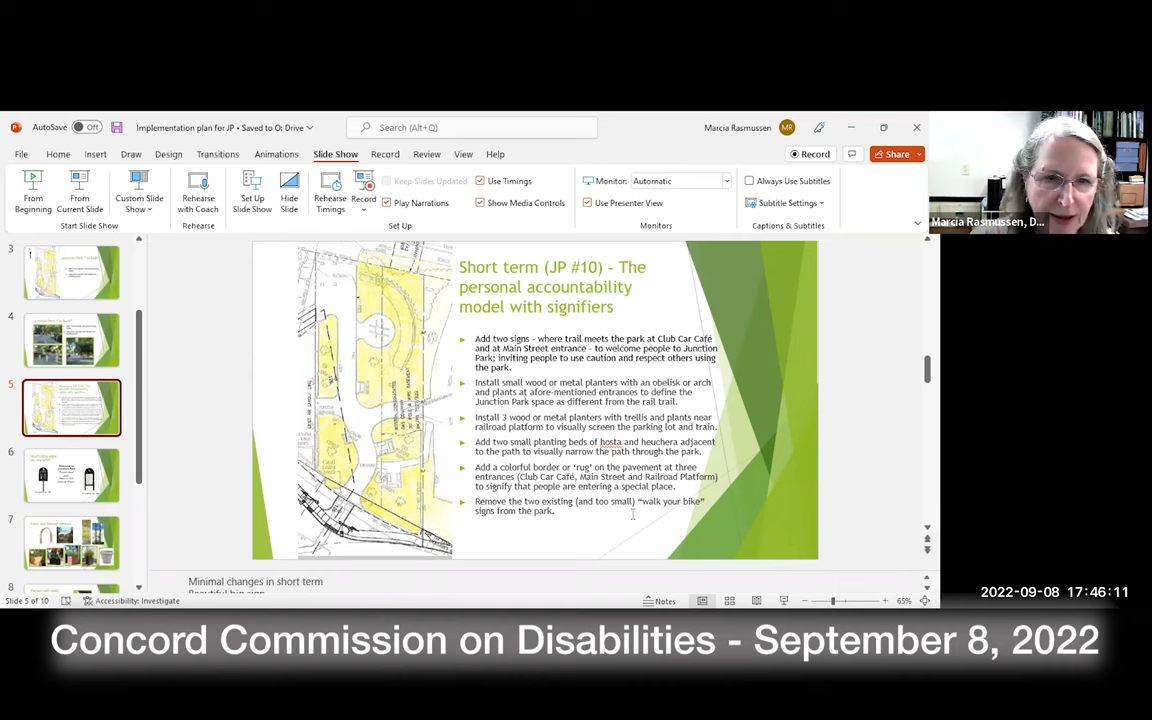 AutoSave Off Implementation plan for JP • Saved to O: Drive Search (Alt+Q) Marcia Rasmussen MR
File Home Insert Draw Design Transitions Animations Slide Show Record Review View Help Record Share
From Beginning
From Current Slide
Custom Slide Show
Start Slide Show
Rehearse with Coach
Rehearse
Set Up Slide Show
Hide Slide
Rehearse Timings
Record
Keep Slides Updated
Play Narrations
Use Timings
Show Media Controls
Set Up
Monitor: Automatic
Use Presenter View
Monitors
Always Use Subtitles
Subtitle Settings
Captions & Subtitles
Marcia Rasmussen, D...
3
4
5
6
7
8
Short term (JP #10) - The
personal accountability
model with signifiers
Add two signs - where trail meets the park at Club Car Café
and at Main Street entrance - to welcome people to Junction
Park; inviting people to use caution and respect others using
the park.
Install small wood or metal planters with an obelisk or arch
and plants at afore-mentioned entrances to define the
Junction Park space as different from the rail trail.
Install 3 wood or metal planters with trellis and plants near
railroad platform to visually screen the parking lot and train.
Add two small planting beds of hosta and heuchera adjacent
to the path to visually narrow the path through the park.
Add a colorful border or ‘rug’ on the pavement at three
entrances (Club Car Café, Main Street and Railroad Platform)
to signify that people are entering a special place.
Remove the two existing (and too small) “walk your bike”
signs from the park.
Minimal changes in short term
Beautiful big sign
Slide 5 of 10 Accessibility: Investigate Notes 65%
2022-09-08 17:46:11
Concord Commission on Disabilities - September 8, 2022